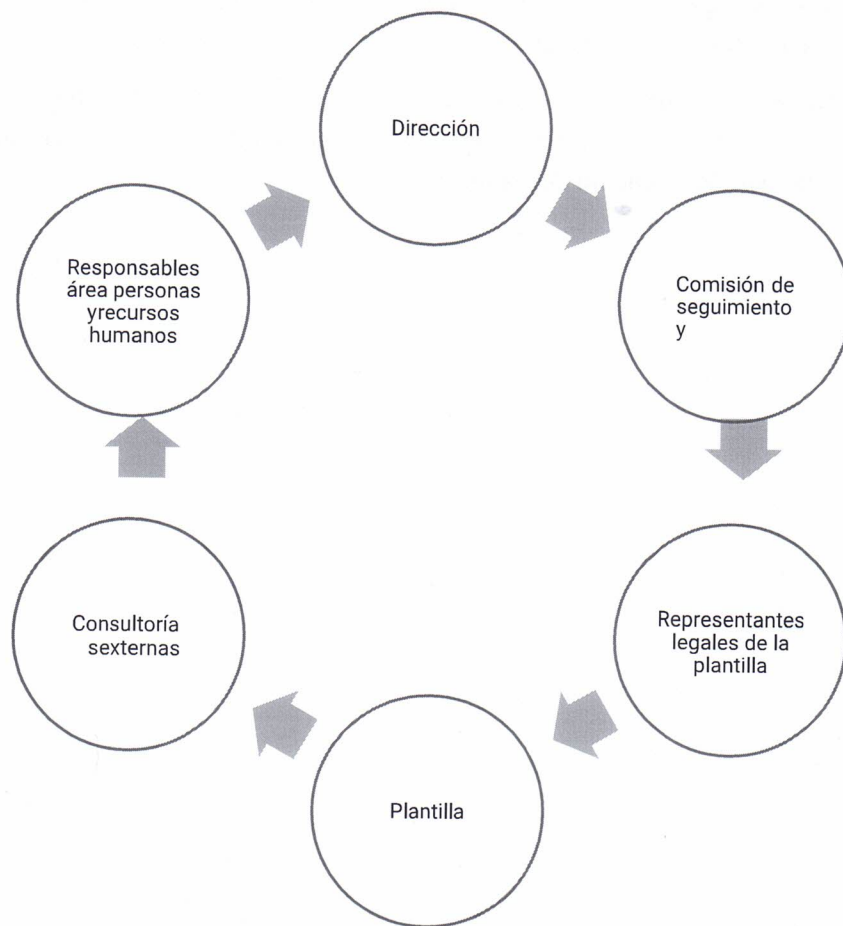 Dirección
Comisión de
seguimiento
y
Representantes
legales de la
plantilla
Plantilla
Consultoría
sexternas
Responsables
área personas
yrecursos
humanos